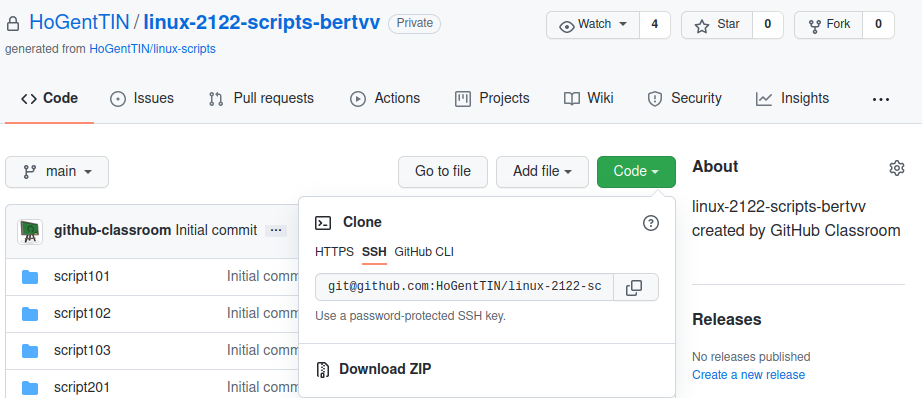 HoGentTIN / linux-2122-scripts-bertvv Private
Watch 4 Star 0 Fork 0
generated from HoGentTIN/linux-scripts
Code Issues Pull requests Actions Projects Wiki Security Insights ...
main Go to file Add file Code
github-classroom Initial commit ...
script101 Initial comm
script102 Initial comm
script103 Initial comm
script201 Initial comm
Clone
HTTPS SSH GitHub CLI
git@github.com:HoGentTIN/linux-2122-sc
Use a password-protected SSH key.
Download ZIP
About
linux-2122-scripts-bertvv
created by GitHub Classroom
Releases
No releases published
Create a new release